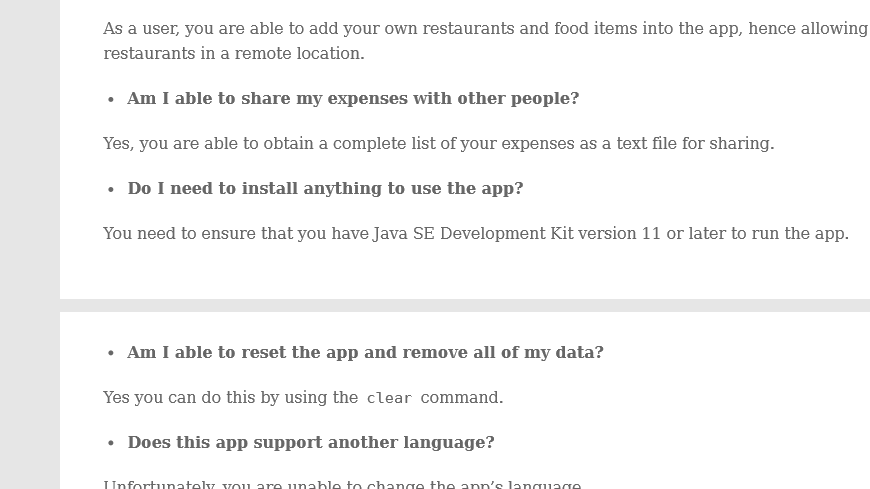 As a user, you are able to add your own restaurants and food items into the app, hence allowing
restaurants in a remote location.
• Am I able to share my expenses with other people?
Yes, you are able to obtain a complete list of your expenses as a text file for sharing.
• Do I need to install anything to use the app?
You need to ensure that you have Java SE Development Kit version 11 or later to run the app.
• Am I able to reset the app and remove all of my data?
Yes you can do this by using the clear command.
• Does this app support another language?
Unfortunately, you are unable to change the app’s language.